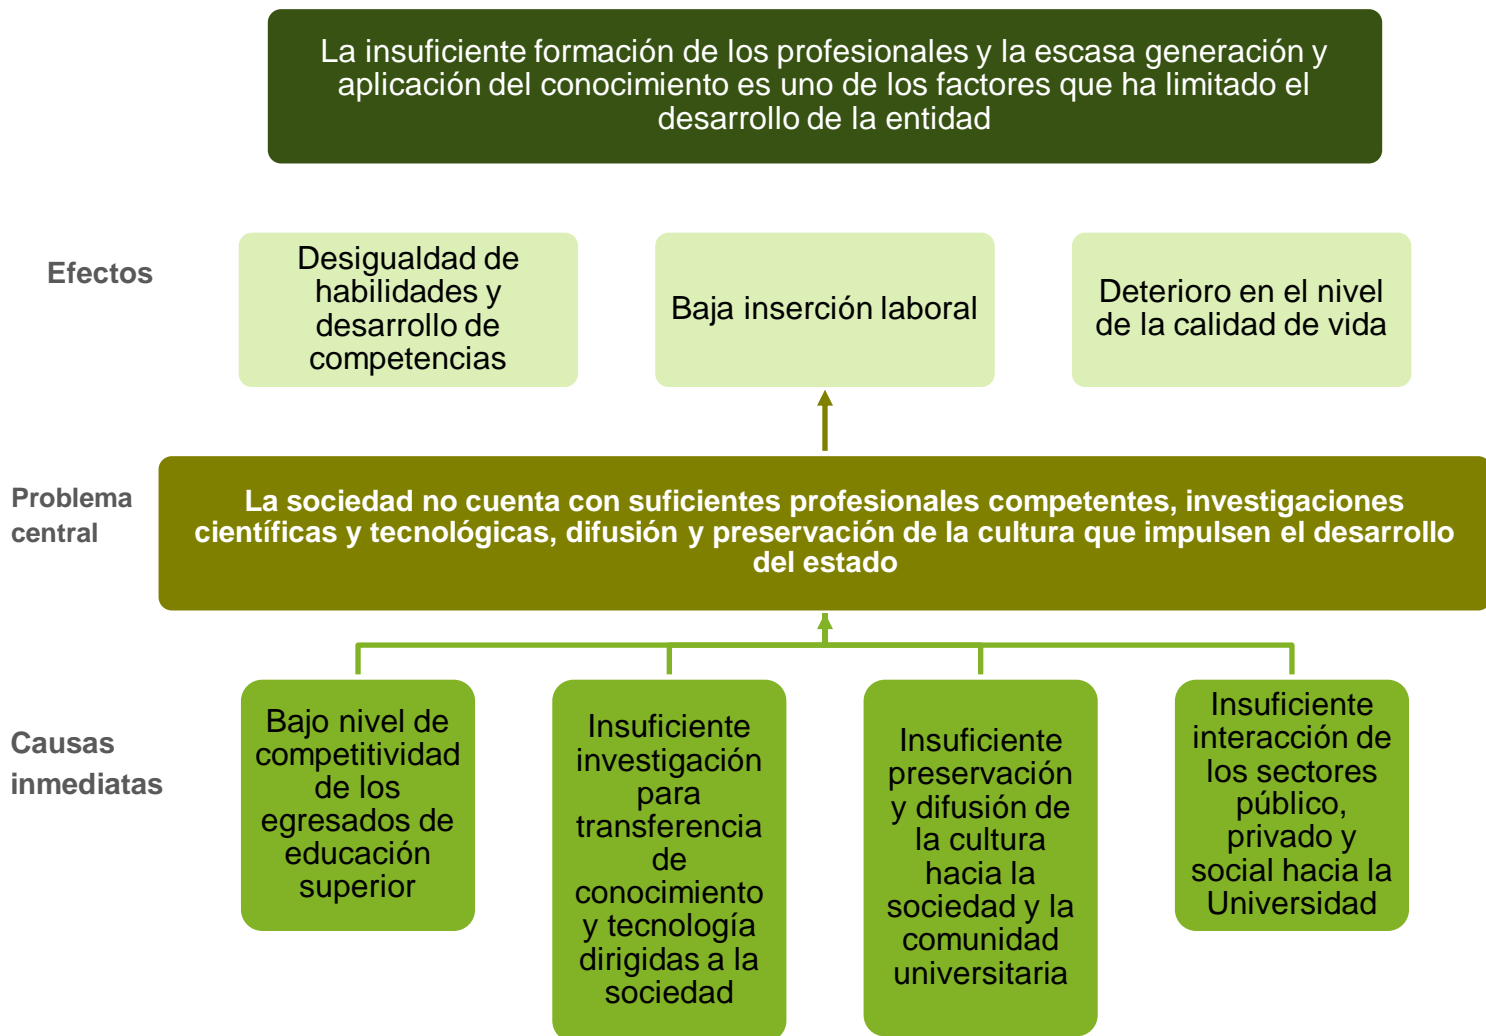 La insuficiente formación de los profesionales y la escasa generación y
aplicación del conocimiento es uno de los factores que ha limitado el
desarrollo de la entidad
Efectos
Desigualdad de
habilidades y
desarrollo de
competencias
Baja inserción laboral
Deterioro en el nivel
de la calidad de vida
Problema
central
La sociedad no cuenta con suficientes profesionales competentes, investigaciones
científicas y tecnológicas, difusión y preservación de la cultura que impulsen el desarrollo
del estado
Causas
inmediatas
Bajo nivel de
competitividad
de los
egresados de
educación
superior
Insuficiente
investigación
para
transferencia
de
conocimiento
y tecnología
dirigidas a la
sociedad
Insuficiente
preservación
y difusión de
la cultura
hacia la
sociedad y la
comunidad
universitaria
Insuficiente
interacción de
los sectores
público,
privado y
social hacia la
Universidad